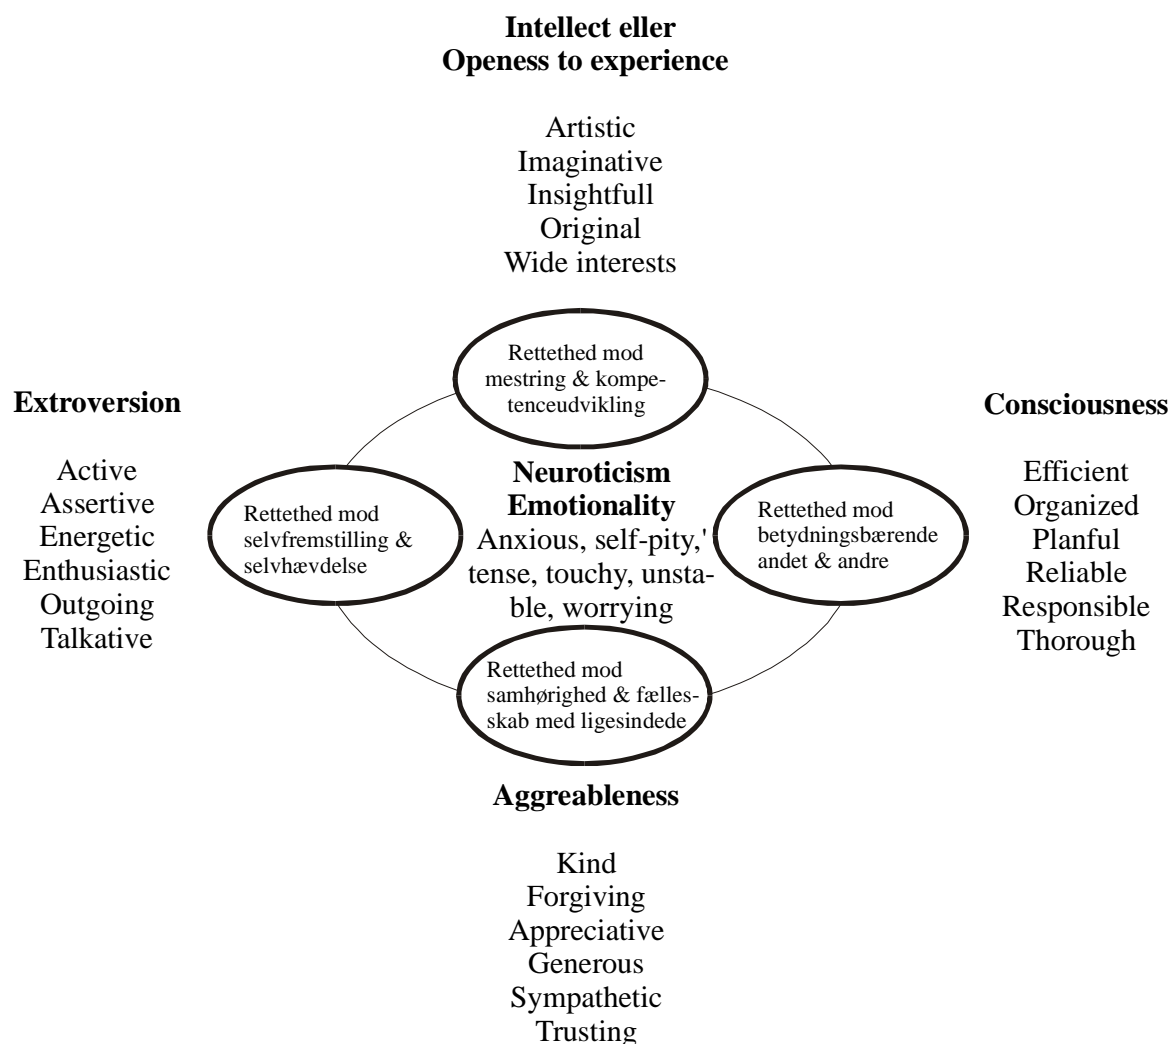 Intellect eller
Openess to experience
Artistic
Imaginative
Insightfull
Original
Wide interests
Rettethed mod
mestring & kompe-
tenceudvikling
Extroversion
Active
Assertive
Energetic
Enthusiastic
Outgoing
Talkative
Rettethed mod
selvfremstilling &
selvhævdelse
Neuroticism
Emotionality
Anxious, self-pity,'
tense, touchy, unsta-
ble, worrying
Rettethed mod
betydningsbærende
andet & andre
Consciousness
Efficient
Organized
Planful
Reliable
Responsible
Thorough
Rettethed mod
samhørighed & fælles-
skab med ligesindede
Aggreableness
Kind
Forgiving
Appreciative
Generous
Sympathetic
Trusting